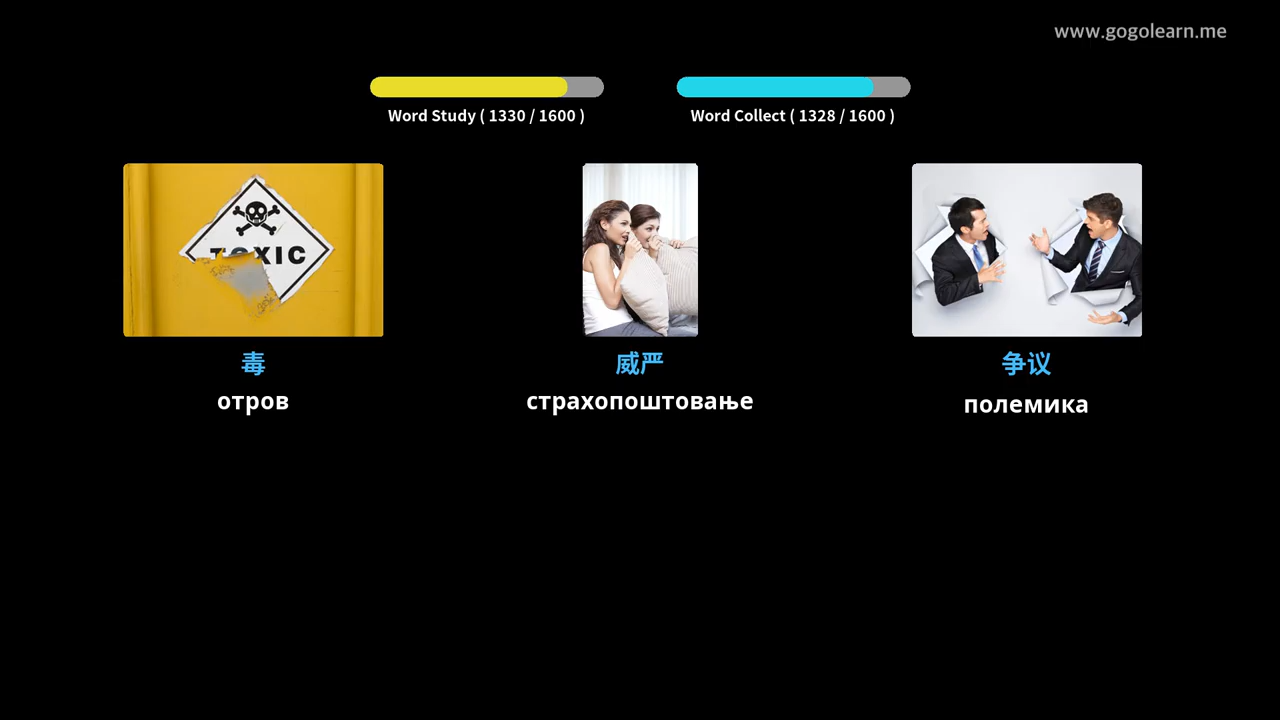 www.gogolearn.me
Word Study ( 1330 / 1600 )
Word Collect ( 1328 / 1600 )
TOXIC
毒
威严
争议
отров
страхопоштовање
полемика